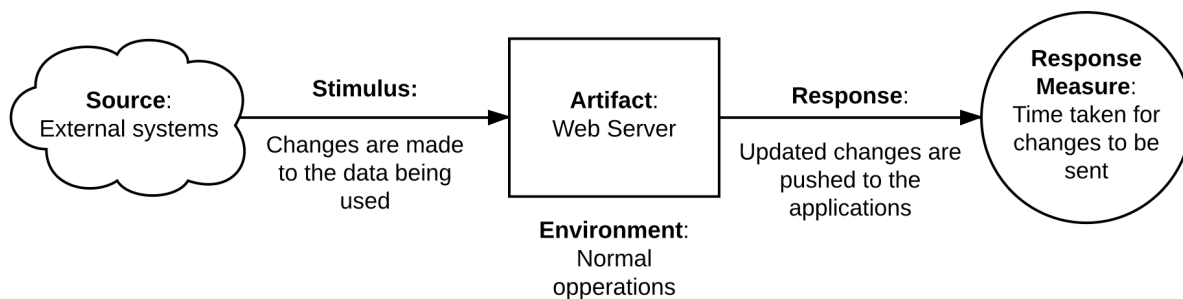 Source:
External systems
Stimulus:
Changes are made
to the data being
used
Artifact:
Web Server
Environment:
Normal
opperations
Response:
Updated changes are
pushed to the
applications
Response
Measure:
Time taken for
changes to be
sent